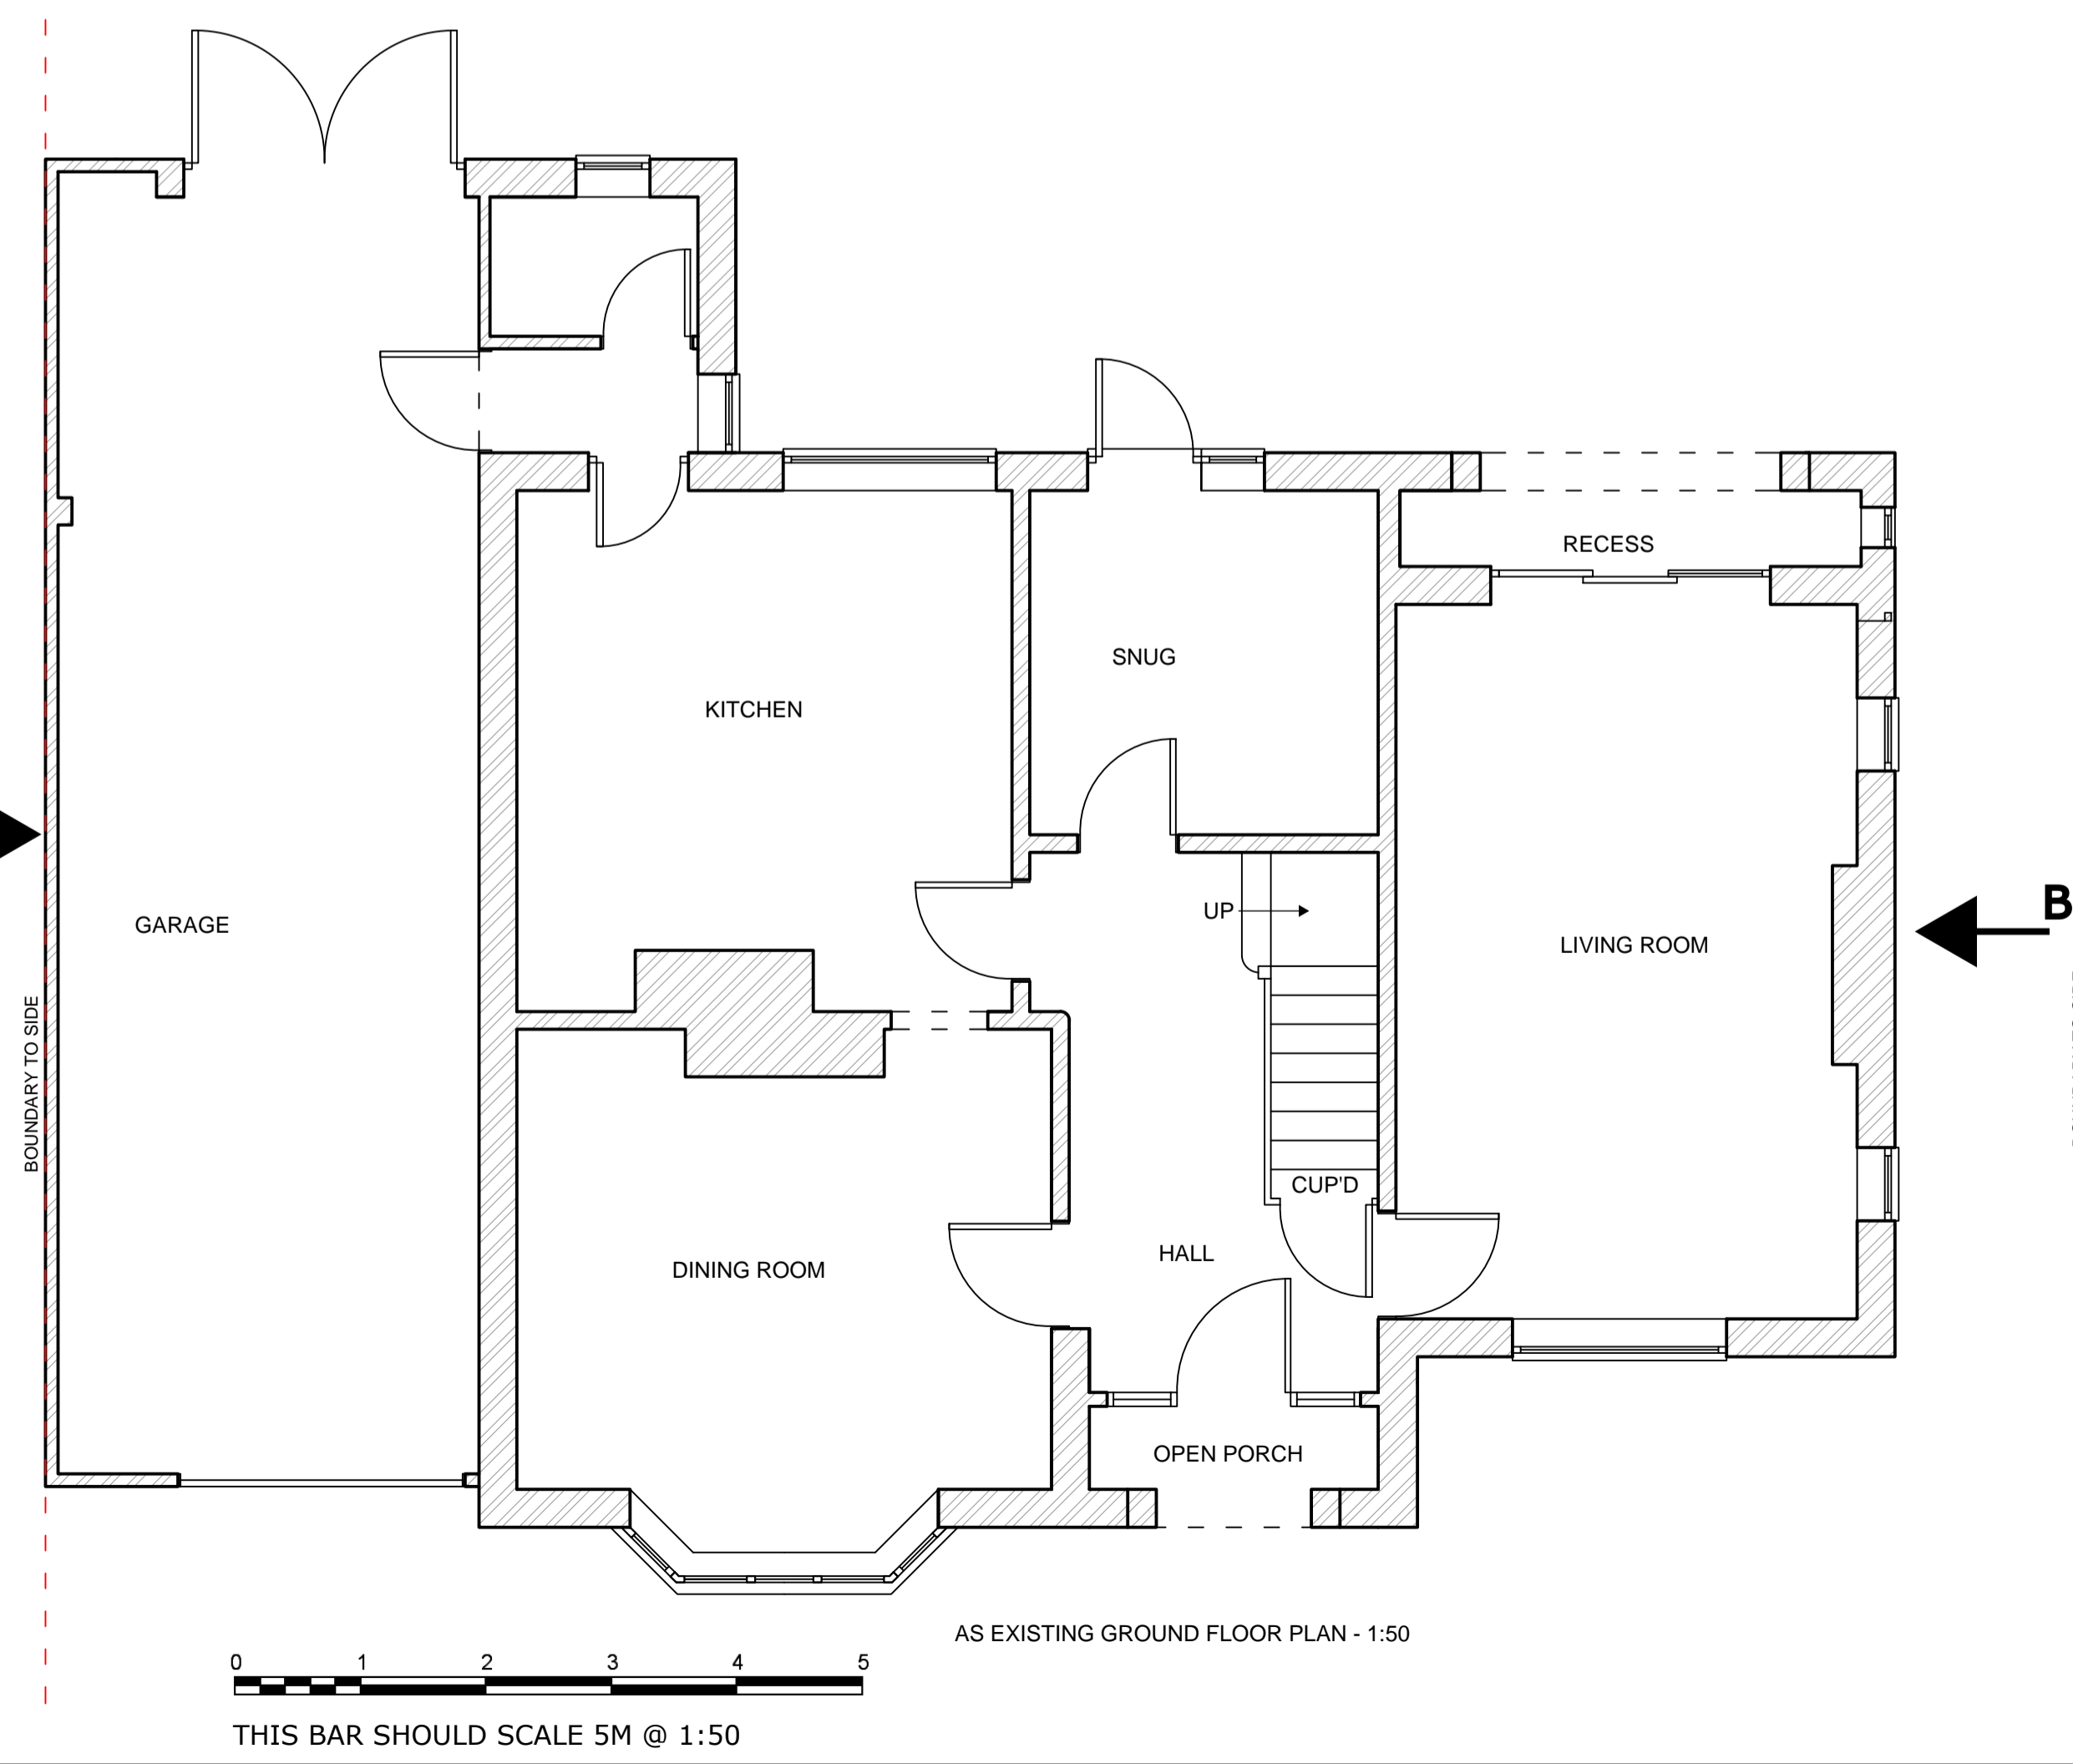 RECESS
SNUG
KITCHEN
UP
B
GARAGE
LIVING ROOM
BOUNDARY TO SIDE
CUP'D
HALL
DINING ROOM
OPEN PORCH
AS EXISTING GROUND FLOOR PLAN - 1:50
0 1 2 3 4 5
THIS BAR SHOULD SCALE 5M @ 1:50